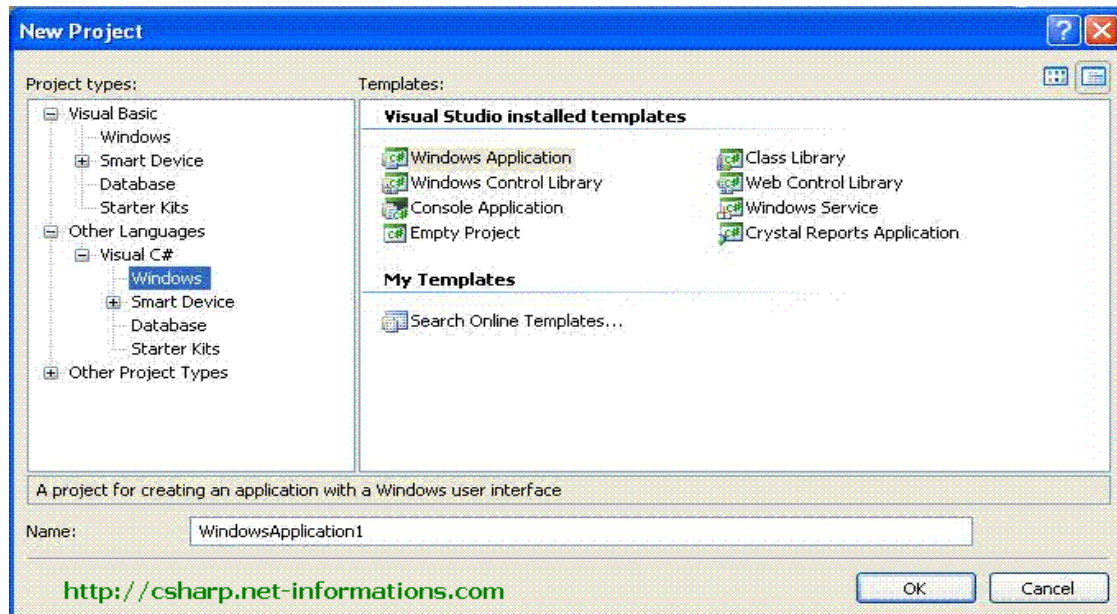 New Project
Project types:
Templates:
Visual Basic
Windows
Smart Device
Database
Starter Kits
Other Languages
Visual C#
Windows
Smart Device
Database
Starter Kits
Other Project Types
Visual Studio installed templates
Windows Application
Class Library
Windows Control Library
Web Control Library
Console Application
Windows Service
Empty Project
Crystal Reports Application
My Templates
Search Online Templates...
A project for creating an application with a Windows user interface
Name: WindowsApplication1
http://csharp.net-informations.com
OK Cancel